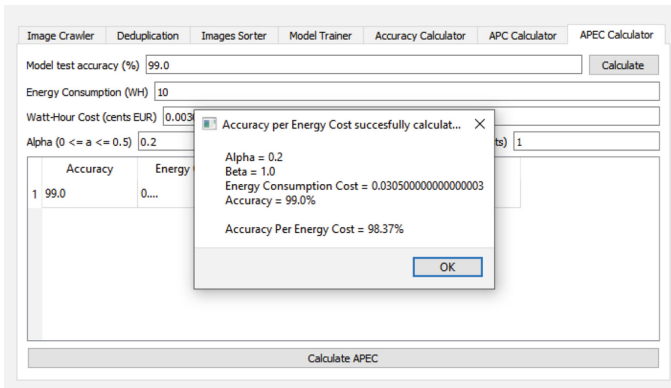 Image Crawler Deduplication Images Sorter Model Trainer Accuracy Calculator APC Calculator APEC Calculator
Model test accuracy (%) 99.0 Calculate
Energy Consumption (WH) 10
Watt-Hour Cost (cents EUR)
Alpha (0 <= a <= 0.5) 0.2 1
Accuracy Energy
1 99.0 0....
Accuracy per Energy Cost succesfully calculat...
Alpha = 0.2
Beta = 1.0
Energy Consumption Cost = 0.030500000000000003
Accuracy = 99.0%
Accuracy Per Energy Cost = 98.37%
OK
Calculate APEC